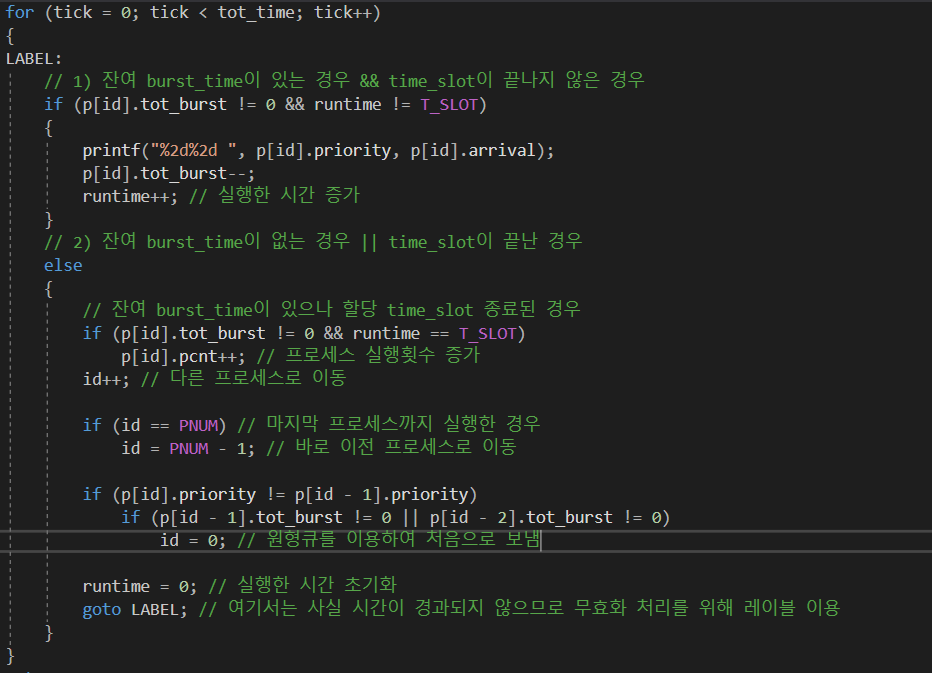 for (tick = 0; tick < tot_time; tick++)
{
LABEL:
// 1) 잔여 burst_time이 있는 경우 && time_slot이 끝나지 않은 경우
if (p[id].tot_burst != 0 && runtime != T_SLOT)
{
printf("%2d%2d ", p[id].priority, p[id].arrival);
p[id].tot_burst--;
runtime++; // 실행한 시간 증가
}
// 2) 잔여 burst_time이 없는 경우 || time_slot이 끝난 경우
else
{
// 잔여 burst_time이 있으나 할당 time_slot 종료된 경우
if (p[id].tot_burst != 0 && runtime == T_SLOT)
p[id].pcnt++; // 프로세스 실행횟수 증가
id++; // 다른 프로세스로 이동
if (id == PNUM) // 마지막 프로세스까지 실행한 경우
id = PNUM - 1; // 바로 이전 프로세스로 이동
if (p[id].priority != p[id - 1].priority)
if (p[id - 1].tot_burst != 0 || p[id - 2].tot_burst != 0)
id = 0; // 원형큐를 이용하여 처음으로 보냄
runtime = 0; // 실행한 시간 초기화
goto LABEL; // 여기서는 사실 시간이 경과되지 않으므로 무효화 처리를 위해 레이블 이용
}
}